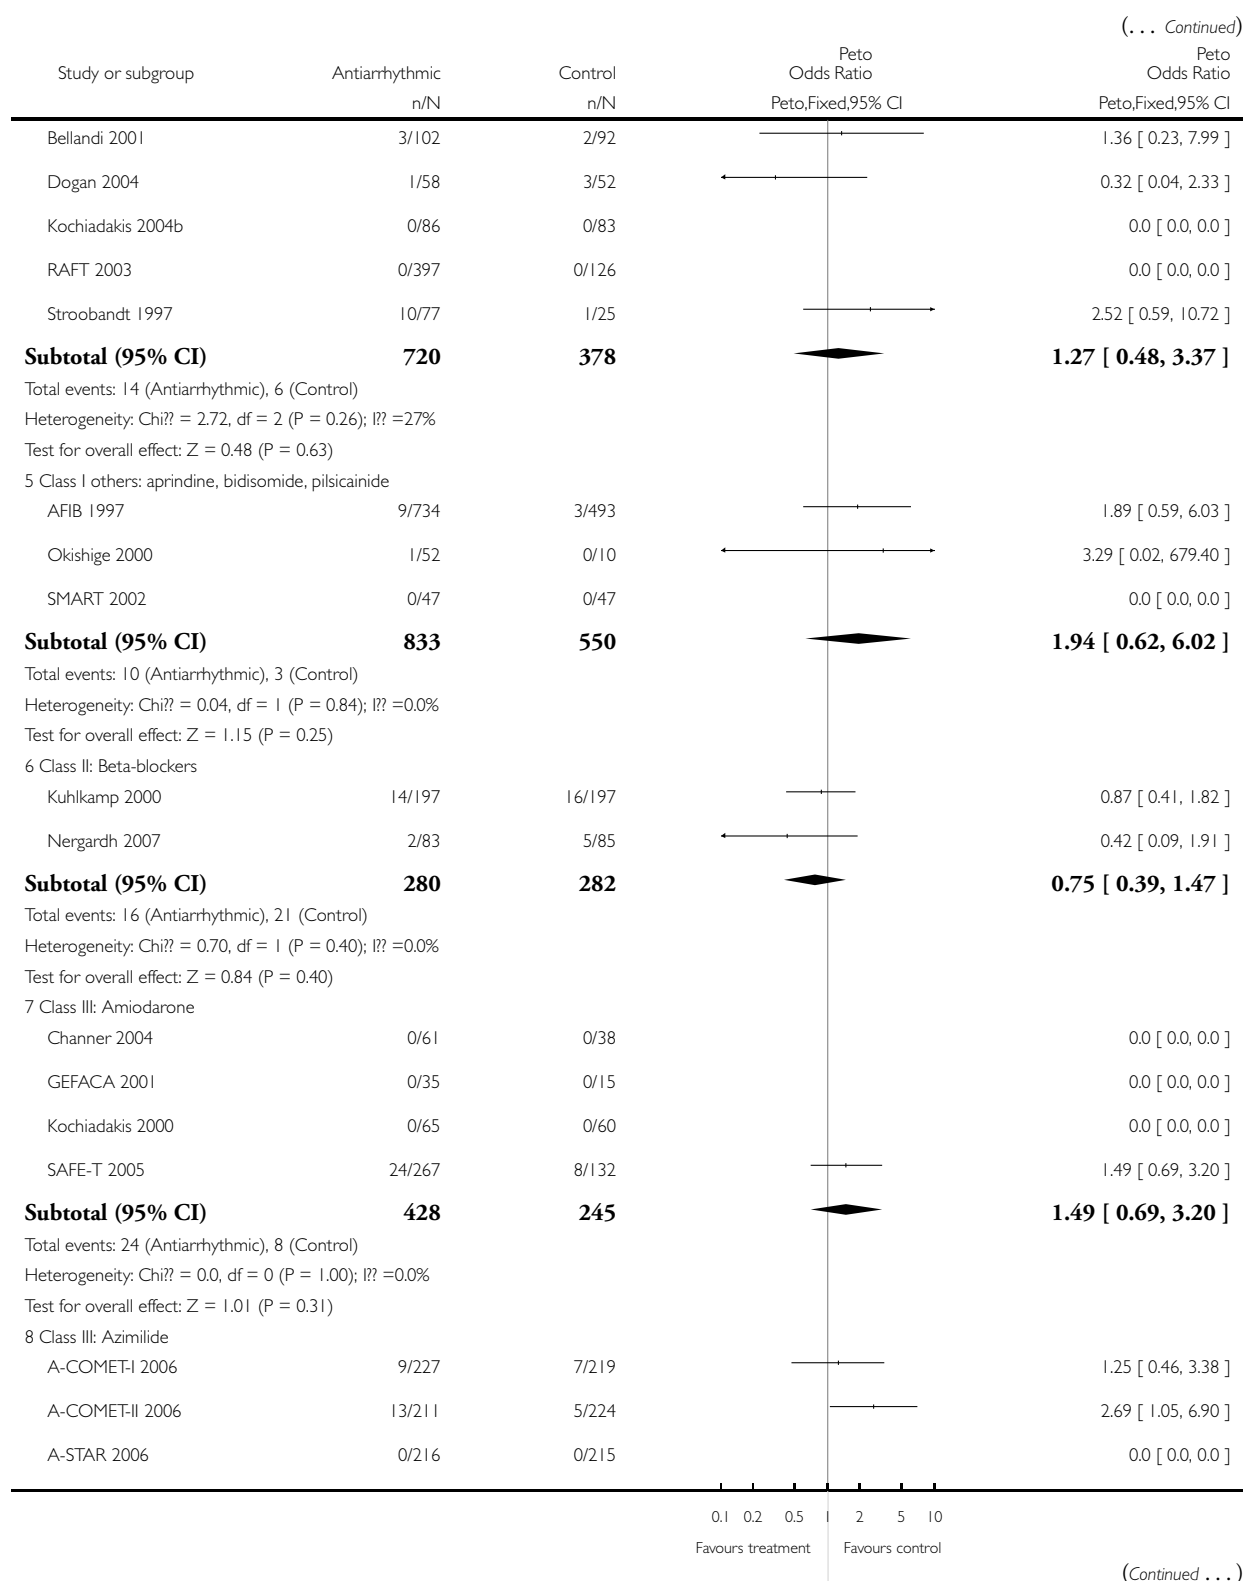 (... Continued)
Study or subgroup Antiarrhythmic Control Peto Odds Ratio Peto Odds Ratio
n/N n/N Peto,Fixed,95% CI Peto,Fixed,95% CI
Bellandi 2001 3/102 2/92 1.36 [ 0.23, 7.99 ]
Dogan 2004 1/58 3/52 0.32 [ 0.04, 2.33 ]
Kochiadakis 2004b 0/86 0/83 0.0 [ 0.0, 0.0 ]
RAFT 2003 0/397 0/126 0.0 [ 0.0, 0.0 ]
Stroobandt 1997 10/77 1/25 2.52 [ 0.59, 10.72 ]
Subtotal (95% CI) 720 378 1.27 [ 0.48, 3.37 ]
Total events: 14 (Antiarrhythmic), 6 (Control)
Heterogeneity: Chi?? = 2.72, df = 2 (P = 0.26); I?? =27%
Test for overall effect: Z = 0.48 (P = 0.63)
5 Class I others: aprindine, bidisomide, pilsicainide
AFIB 1997 9/734 3/493 1.89 [ 0.59, 6.03 ]
Okishige 2000 1/52 0/10 3.29 [ 0.02, 679.40 ]
SMART 2002 0/47 0/47 0.0 [ 0.0, 0.0 ]
Subtotal (95% CI) 833 550 1.94 [ 0.62, 6.02 ]
Total events: 10 (Antiarrhythmic), 3 (Control)
Heterogeneity: Chi?? = 0.04, df = 1 (P = 0.84); I?? =0.0%
Test for overall effect: Z = 1.15 (P = 0.25)
6 Class II: Beta-blockers
Kuhlkamp 2000 14/197 16/197 0.87 [ 0.41, 1.82 ]
Nergardh 2007 2/83 5/85 0.42 [ 0.09, 1.91 ]
Subtotal (95% CI) 280 282 0.75 [ 0.39, 1.47 ]
Total events: 16 (Antiarrhythmic), 21 (Control)
Heterogeneity: Chi?? = 0.70, df = 1 (P = 0.40); I?? =0.0%
Test for overall effect: Z = 0.84 (P = 0.40)
7 Class III: Amiodarone
Channer 2004 0/61 0/38 0.0 [ 0.0, 0.0 ]
GEFACA 2001 0/35 0/15 0.0 [ 0.0, 0.0 ]
Kochiadakis 2000 0/65 0/60 0.0 [ 0.0, 0.0 ]
SAFE-T 2005 24/267 8/132 1.49 [ 0.69, 3.20 ]
Subtotal (95% CI) 428 245 1.49 [ 0.69, 3.20 ]
Total events: 24 (Antiarrhythmic), 8 (Control)
Heterogeneity: Chi?? = 0.0, df = 0 (P = 1.00); I?? =0.0%
Test for overall effect: Z = 1.01 (P = 0.31)
8 Class III: Azimilide
A-COMET-I 2006 9/227 7/219 1.25 [ 0.46, 3.38 ]
A-COMET-II 2006 13/211 5/224 2.69 [ 1.05, 6.90 ]
A-STAR 2006 0/216 0/215 0.0 [ 0.0, 0.0 ]
0.1 0.2 0.5 1 2 5 10
Favours treatment Favours control
(Continued ...)